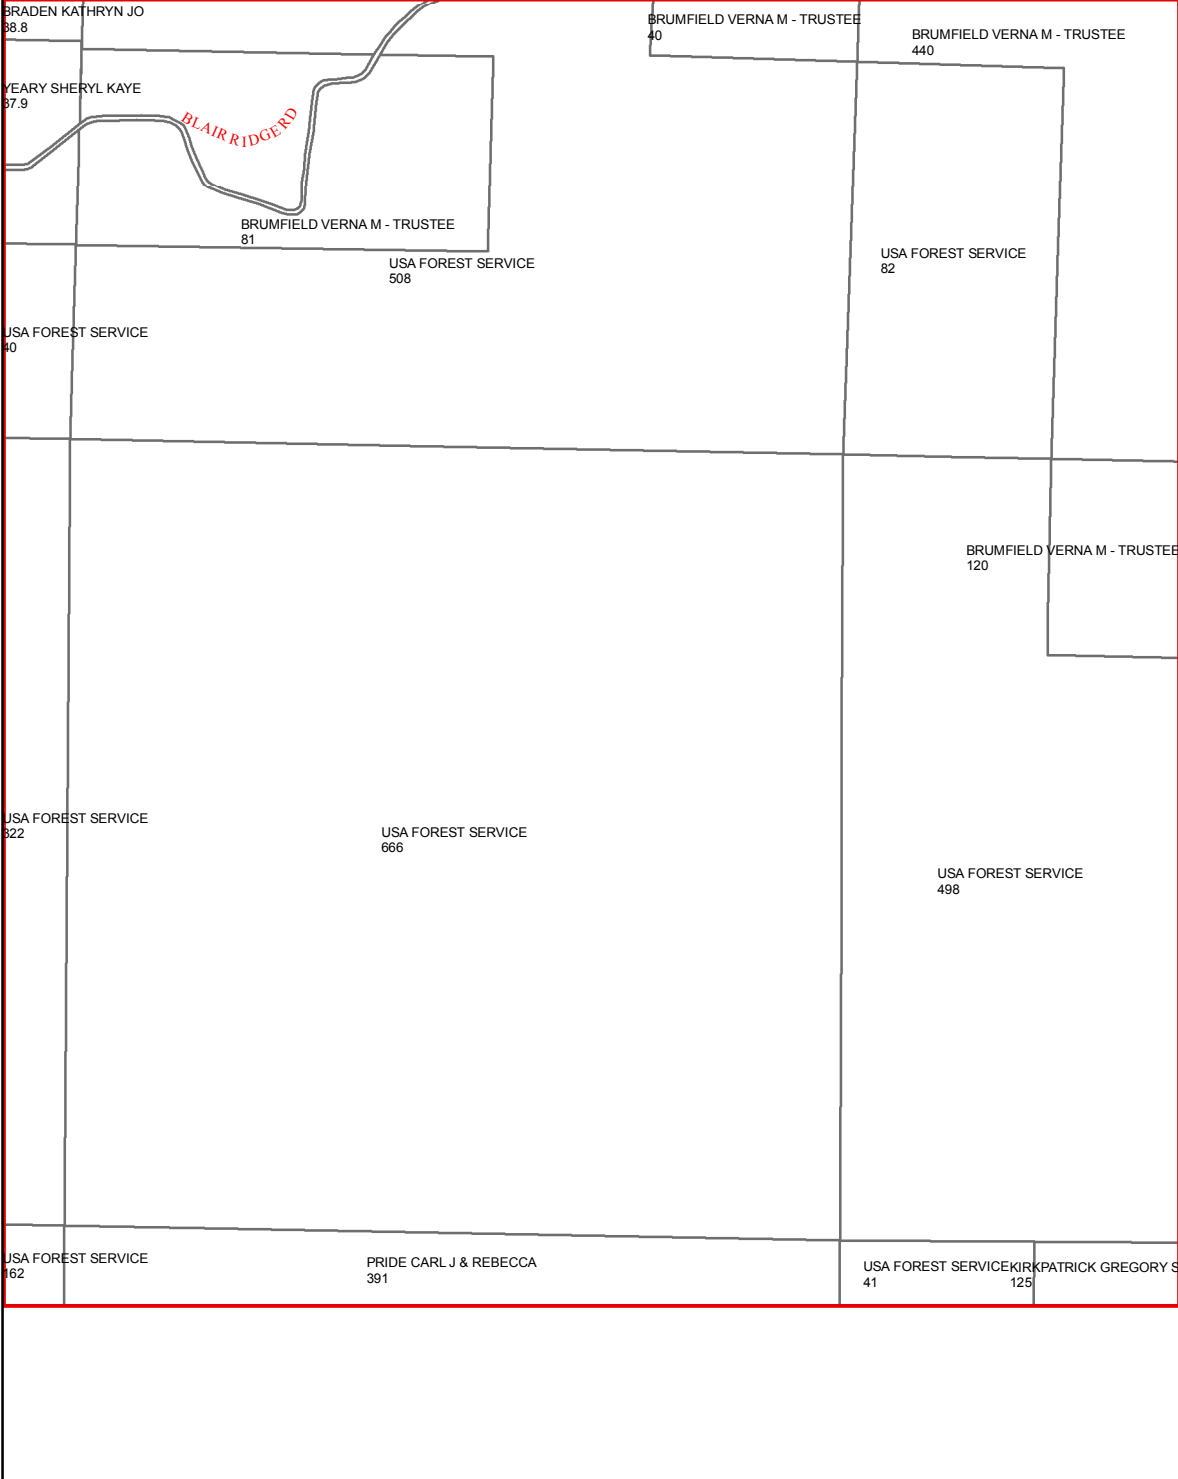 BRADEN KATHRYN JO
38.8
BRUMFIELD VERNA M - TRUSTEE
40
BRUMFIELD VERNA M - TRUSTEE
440
YEARY SHERYL KAYE
37.9
BLAIR RIDGE RD
BRUMFIELD VERNA M - TRUSTEE
81
USA FOREST SERVICE
508
USA FOREST SERVICE
82
USA FOREST SERVICE
40
BRUMFIELD VERNA M - TRUSTEE
120
USA FOREST SERVICE
322
USA FOREST SERVICE
666
USA FOREST SERVICE
498
USA FOREST SERVICE
162
PRIDE CARL J & REBECCA
391
USA FOREST SERVICE
41
KIRKPATRICK GREGORY S
125